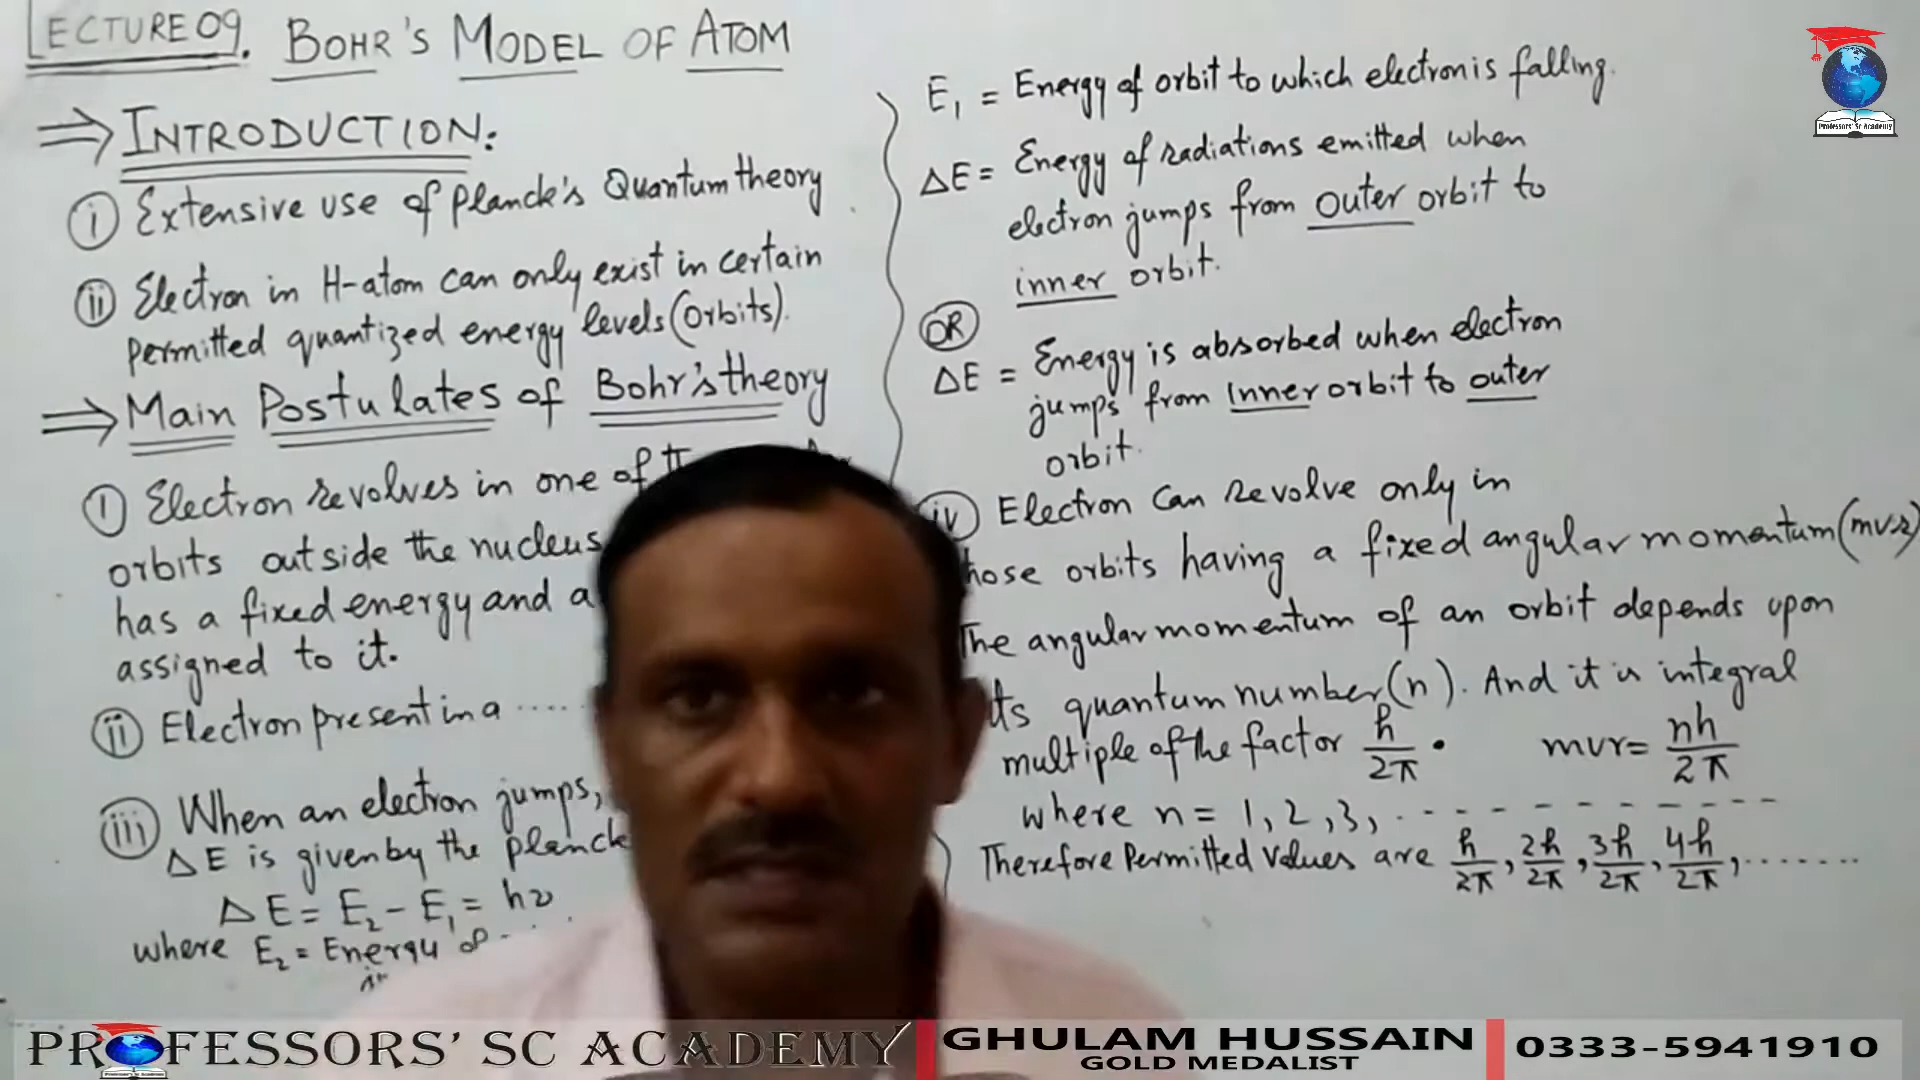 LECTURE 09. BOHR'S MODEL OF ATOM
⇒ INTRODUCTION:
(i) Extensive use of Planck's Quantum theory
(ii) Electron in H-atom can only exist in certain
Permitted quantized energy levels (orbits).
⇒ Main Postulates of Bohr's theory
(1) Electron revolves in one of
orbits outside the nucleus
has a fixed energy and a
assigned to it.
(ii) Electron present in a ......
(iii) When an electron jumps,
ΔE is given by the planck
ΔE = E₂ - E₁ = hν
where E₂ = Energy of
E₁ = Energy of orbit to which electron is falling.
ΔE = Energy of radiations emitted when
electron jumps from outer orbit to
inner orbit.
OR
ΔE = Energy is absorbed when electron
jumps from inner orbit to outer
orbit.
(iv) Electron can revolve only in
hose orbits having a fixed angular momentum (mvr)
The angular momentum of an orbit depends upon
its quantum number (n). And it is integral
multiple of the factor h/2π. mvr = nh/2π
where n = 1, 2, 3, - - - - - - - - - -
Therefore Permitted values are h/2π, 2h/2π, 3h/2π, 4h/2π, .......
Professors' Sc Academy
PROFESSORS' SC ACADEMY
GHULAM HUSSAIN
GOLD MEDALIST
0333-5941910